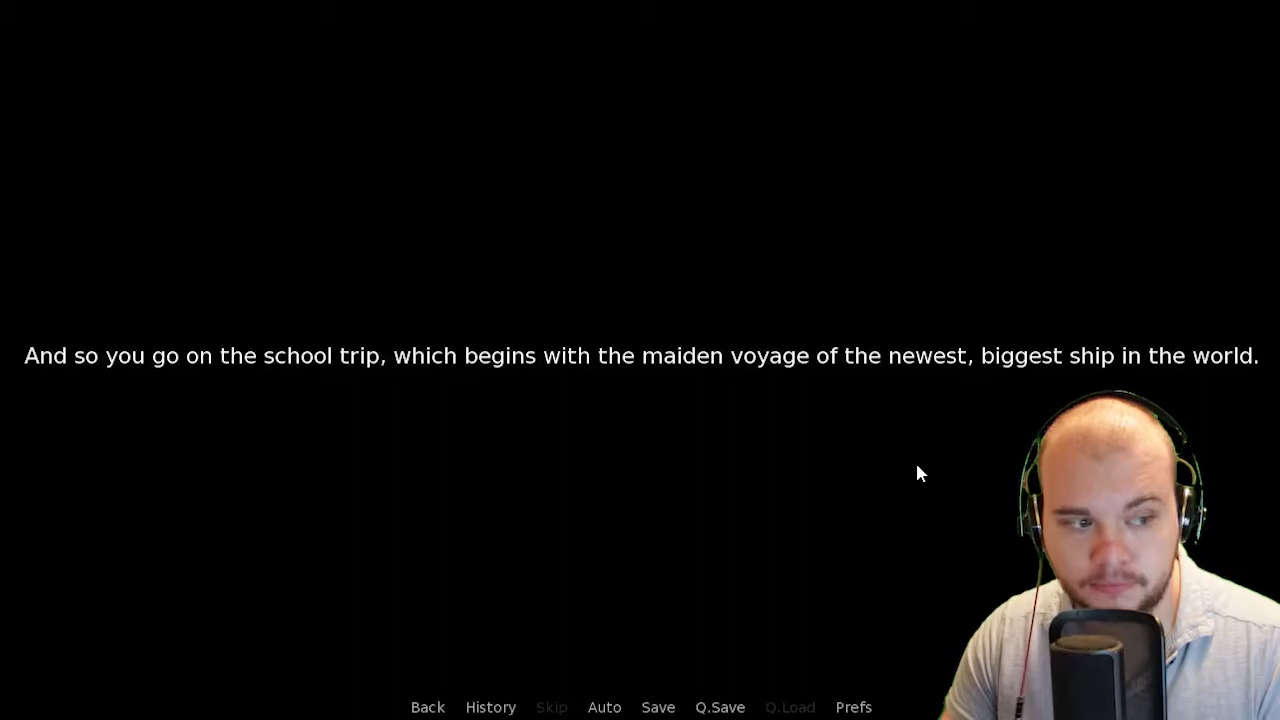 And so you go on the school trip, which begins with the maiden voyage of the newest, biggest ship in the world.
Back History Skip Auto Save Q.Save Q.Load Prefs